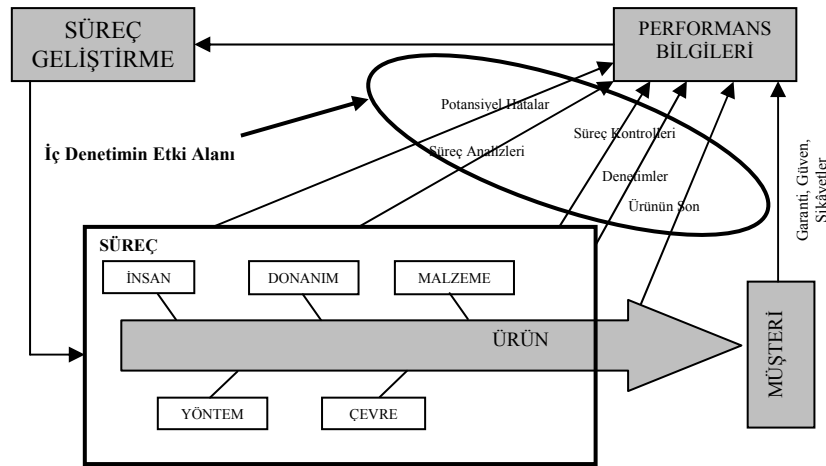 SÜREÇ
GELİŞTİRME
PERFORMANS
BİLGİLERİ
Potansiyel Hatalar
Süreç Kontrolleri
İç Denetimin Etki Alanı
Süreç Analizleri
Denetimler
Ürünün Son
Garanti, Güven,
Şikâyetler
SÜREÇ
İNSAN
DONANIM
MALZEME
ÜRÜN
MÜŞTERİ
YÖNTEM
ÇEVRE